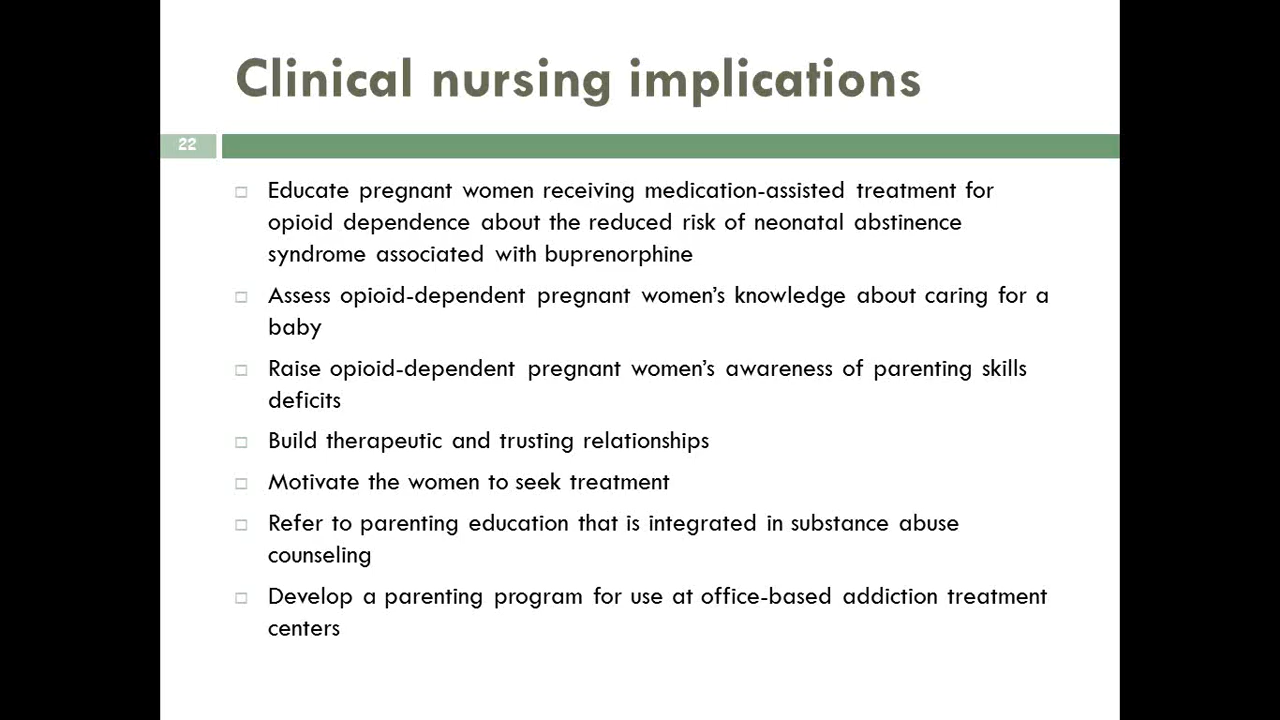 Clinical nursing implications
22
Educate pregnant women receiving medication-assisted treatment for
opioid dependence about the reduced risk of neonatal abstinence
syndrome associated with buprenorphine
Assess opioid-dependent pregnant women’s knowledge about caring for a
baby
Raise opioid-dependent pregnant women’s awareness of parenting skills
deficits
Build therapeutic and trusting relationships
Motivate the women to seek treatment
Refer to parenting education that is integrated in substance abuse
counseling
Develop a parenting program for use at office-based addiction treatment
centers